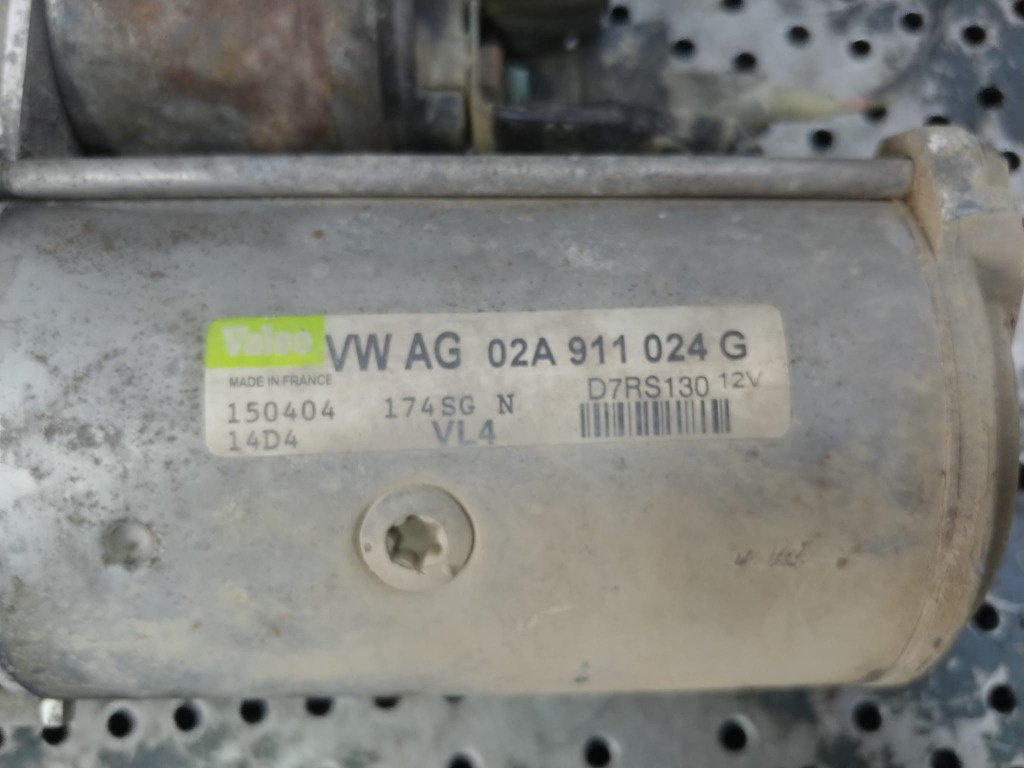 Valeo VW AG 02A 911 024 G
MADE IN FRANCE D7RS130 12V
150404 174SG N
14D4 VL4